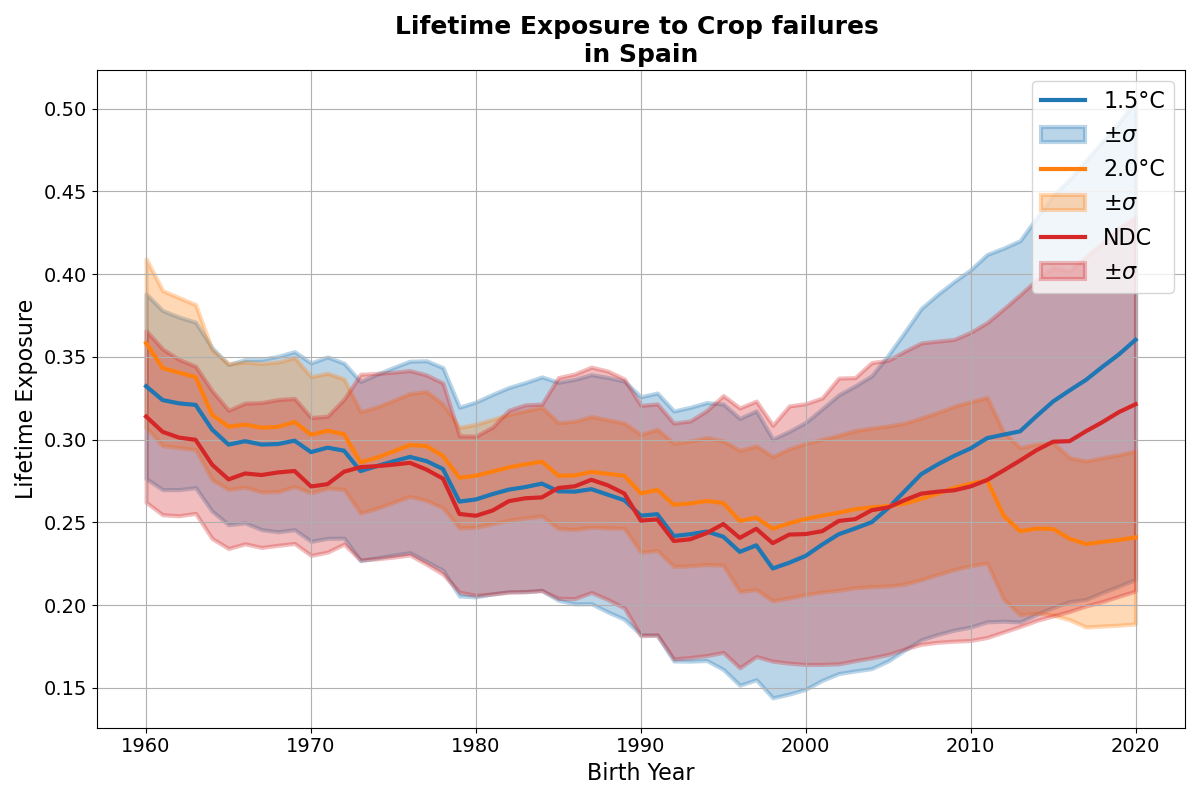 Lifetime Exposure to Crop failures
in Spain
Lifetime Exposure
0.50
0.45
0.40
0.35
0.30
0.25
0.20
0.15
1.5°C
±σ
2.0°C
±σ
NDC
±σ
1960 1970 1980 1990 2000 2010 2020
Birth Year